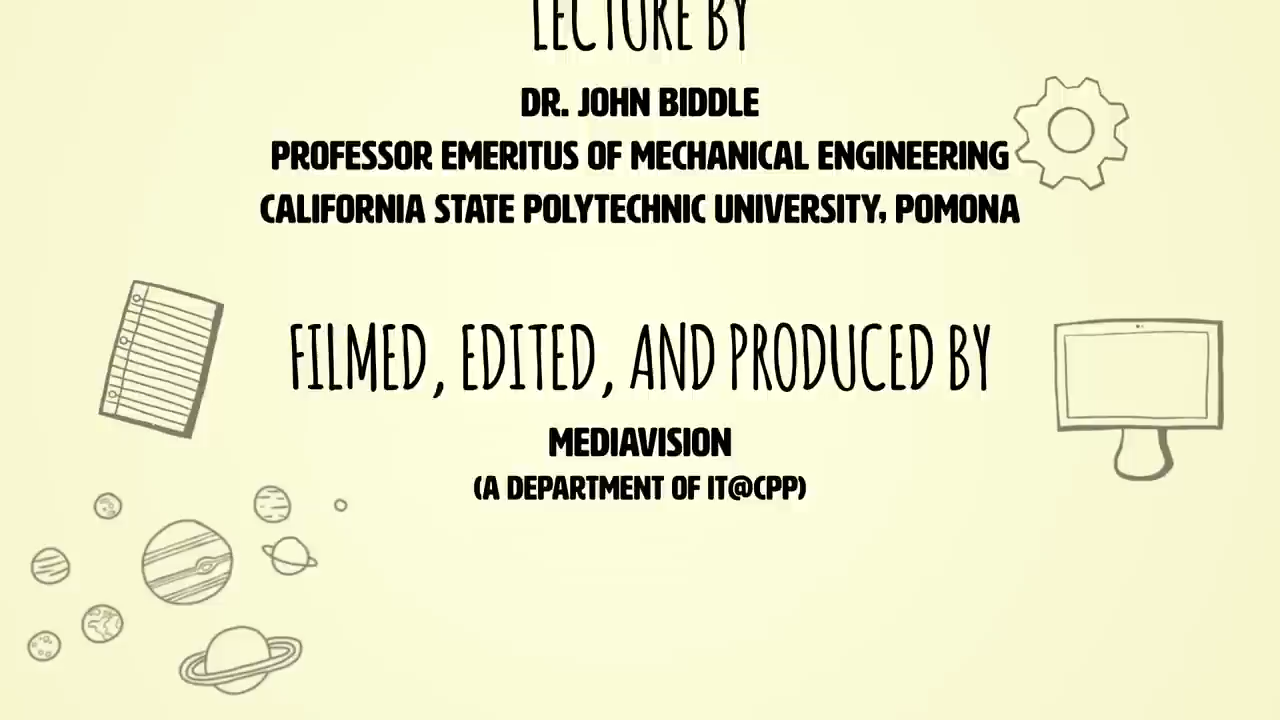 LECTURE BY
DR. JOHN BIDDLE
PROFESSOR EMERITUS OF MECHANICAL ENGINEERING
CALIFORNIA STATE POLYTECHNIC UNIVERSITY, POMONA
FILMED, EDITED, AND PRODUCED BY
MEDIAVISION
(A DEPARTMENT OF IT@CPP)